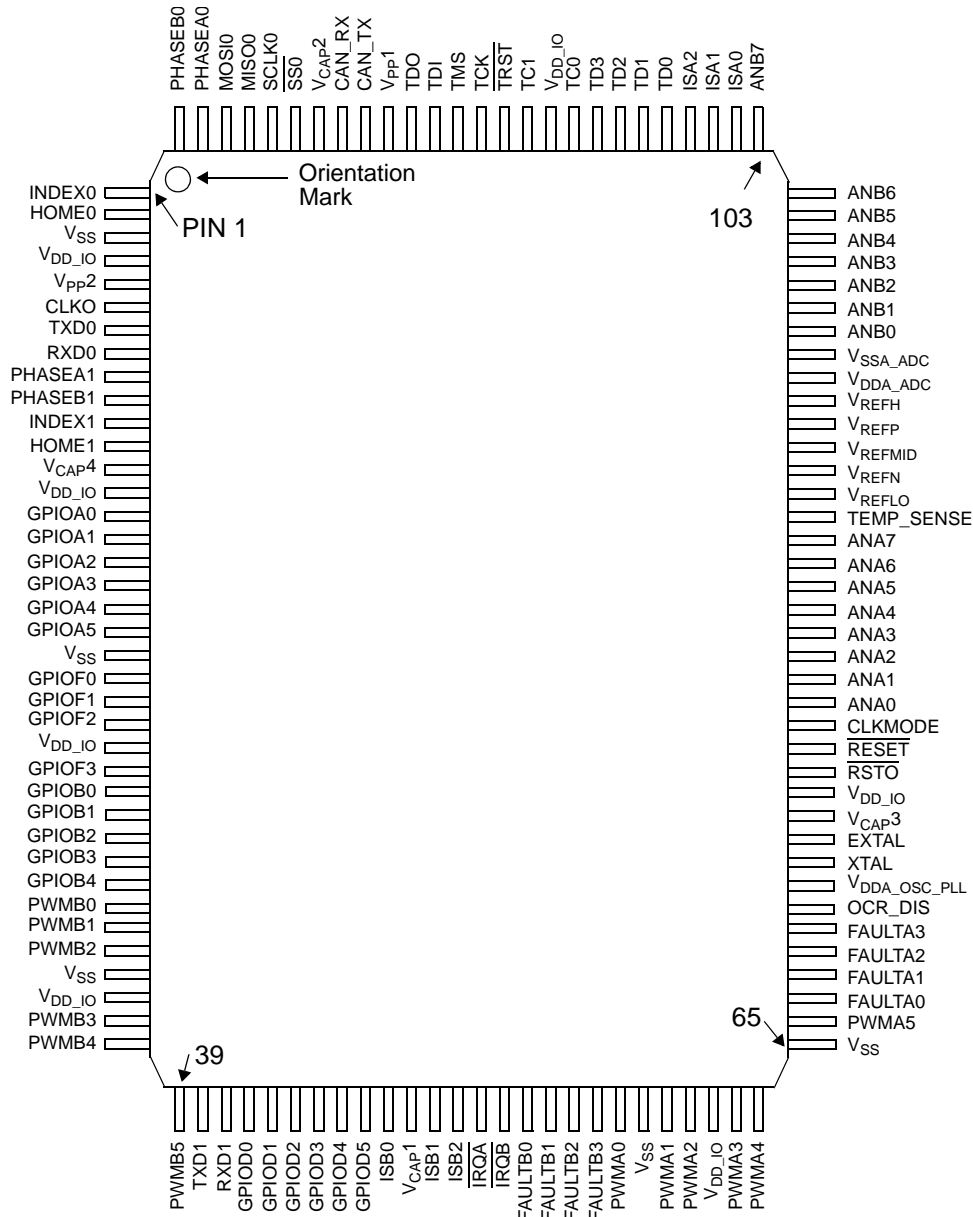 PHASEB0
PHASEA0
MOSI0
MISO0
SCLK0
SS0
VCAP2
CAN_RX
CAN_TX
VPP1
TDO
TDI
TMS
TCK
TRST
TC1
VDD_IO
TC0
TD3
TD2
TD1
TD0
ISA2
ISA1
ISA0
ANB7
Orientation
Mark
PIN 1
103
INDEX0
HOME0
VSS
VDD_IO
VPP2
CLKO
TXD0
RXD0
PHASEA1
PHASEB1
INDEX1
HOME1
VCAP4
VDD_IO
GPIOA0
GPIOA1
GPIOA2
GPIOA3
GPIOA4
GPIOA5
VSS
GPIOF0
GPIOF1
GPIOF2
VDD_IO
GPIOF3
GPIOB0
GPIOB1
GPIOB2
GPIOB3
GPIOB4
PWMB0
PWMB1
PWMB2
VSS
VDD_IO
PWMB3
PWMB4
ANB6
ANB5
ANB4
ANB3
ANB2
ANB1
ANB0
VSSA_ADC
VDDA_ADC
VREFH
VREFP
VREFMID
VREFN
VREFLO
TEMP_SENSE
ANA7
ANA6
ANA5
ANA4
ANA3
ANA2
ANA1
ANA0
CLKMODE
RESET
RSTO
VDD_IO
VCAP3
EXTAL
XTAL
VDDA_OSC_PLL
OCR_DIS
FAULTA3
FAULTA2
FAULTA1
FAULTA0
PWMA5
VSS
39
65
PWMB5
TXD1
RXD1
GPIOD0
GPIOD1
GPIOD2
GPIOD3
GPIOD4
GPIOD5
ISB0
VCAP1
ISB1
ISB2
IRQA
IRQB
FAULTB0
FAULTB1
FAULTB2
FAULTB3
PWMA0
VSS
PWMA1
PWMA2
VDD_IO
PWMA3
PWMA4